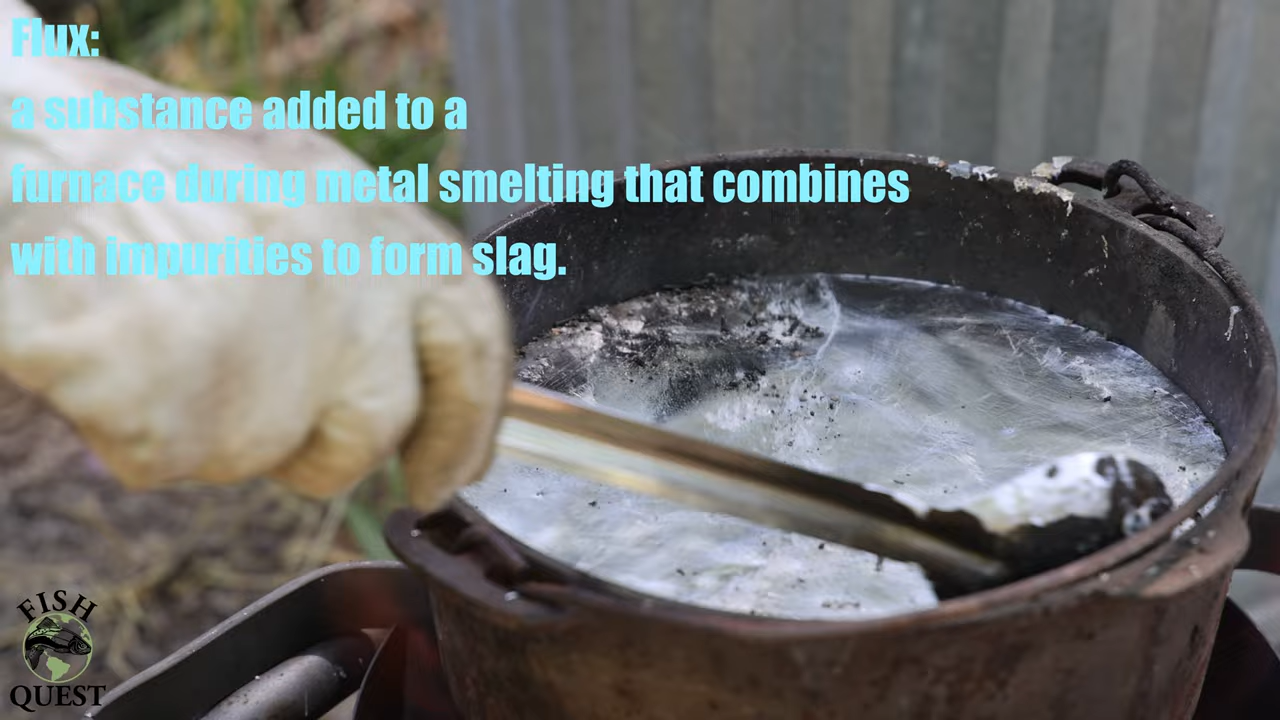 Flux:
a substance added to a
furnace during metal smelting that combines
with impurities to form slag.
FISH
QUEST